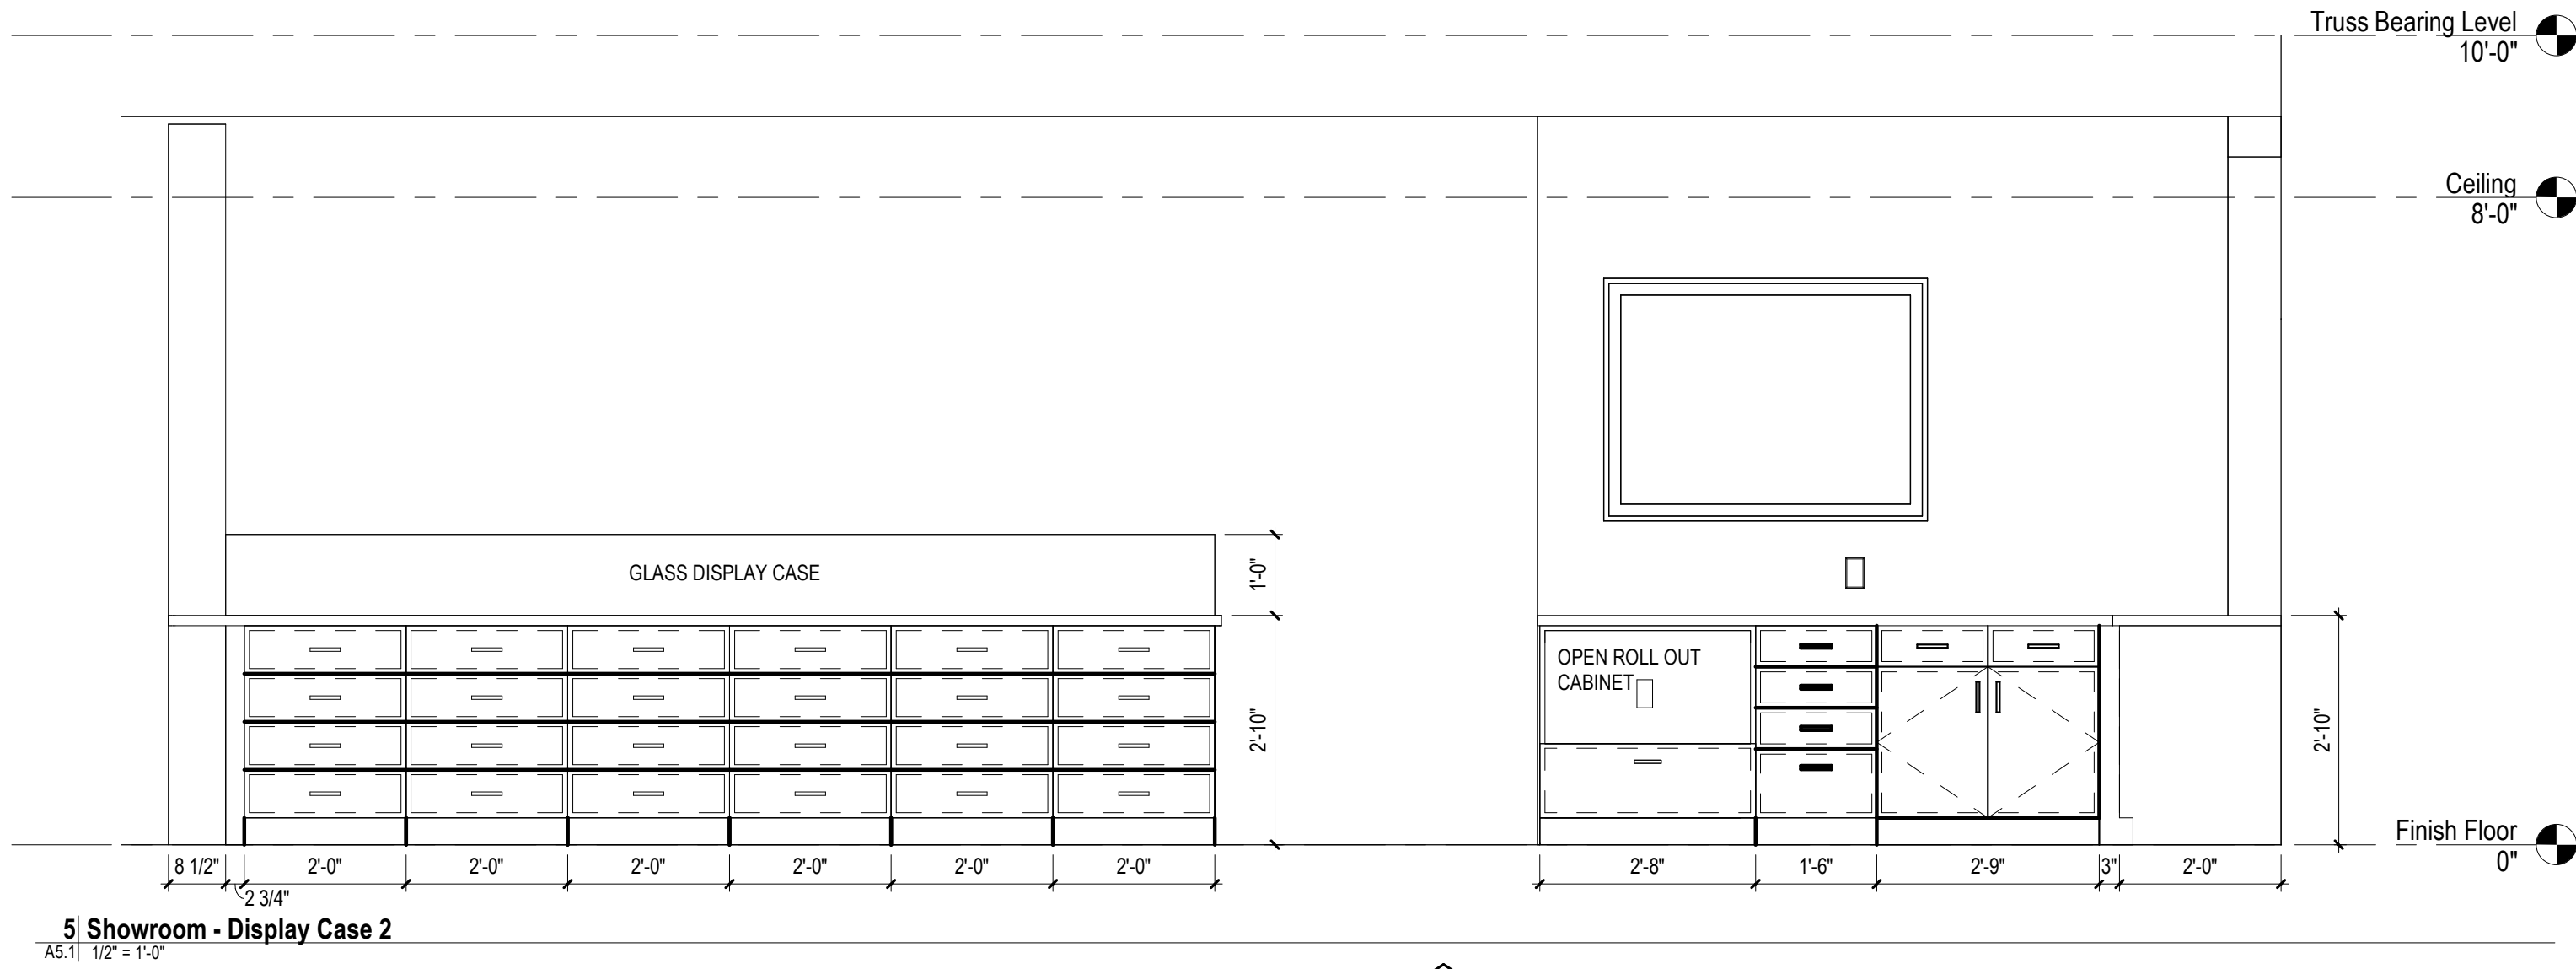 Truss Bearing Level
10'-0"
Ceiling
8'-0"
GLASS DISPLAY CASE
1'-0"
OPEN ROLL OUT
CABINET
2'-10"
2'-10"
Finish Floor
0"
8 1/2"
2'-0"
2'-0"
2'-0"
2'-0"
2'-0"
2'-0"
2'-8"
1'-6"
2'-9"
3"
2'-0"
2 3/4"
5 Showroom - Display Case 2
A5.1 1/2" = 1'-0"